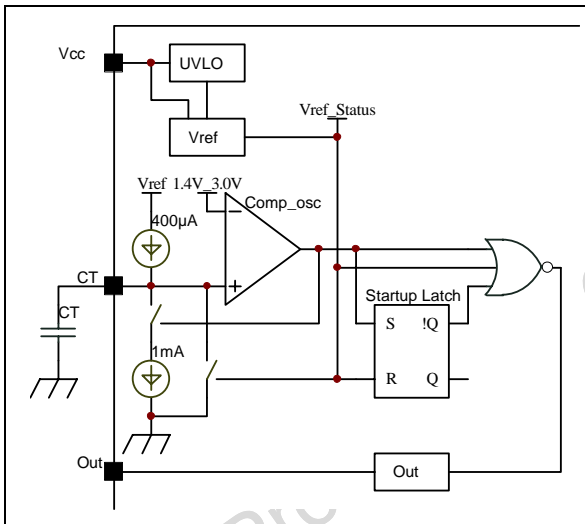 Vcc
UVLO
Vref_Status
Vref
Vref 1.4V_3.0V
Comp_osc
400µA
CT
CT
Startup Latch
S !Q
1mA
R Q
Out
Out